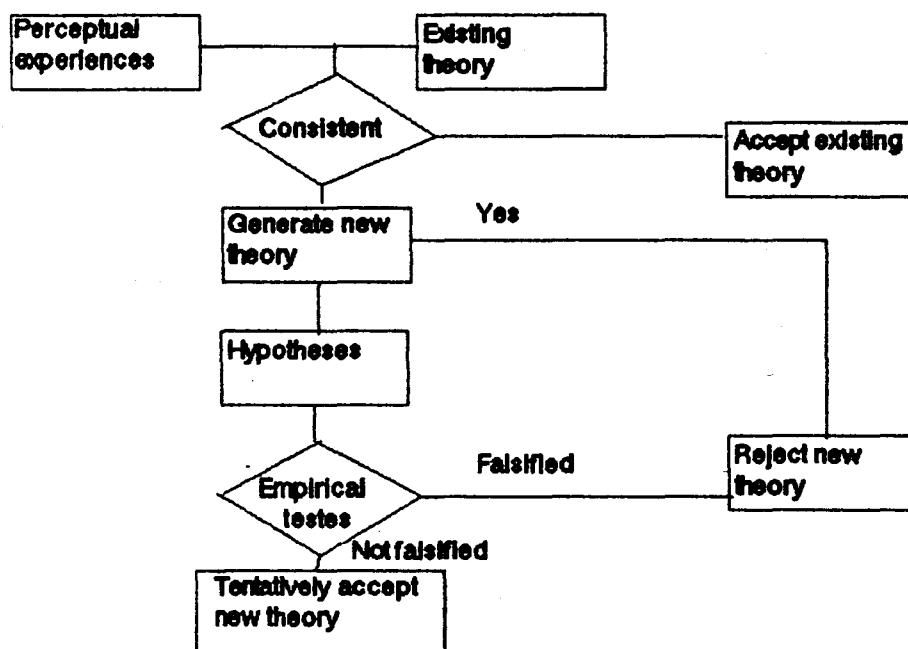 Perceptual
experiences
Existing
theory
Consistent
Accept existing
theory
Generate new
theory
Yes
Hypotheses
Falsified
Reject new
theory
Empirical
testes
Not falsified
Tentatively accept
new theory